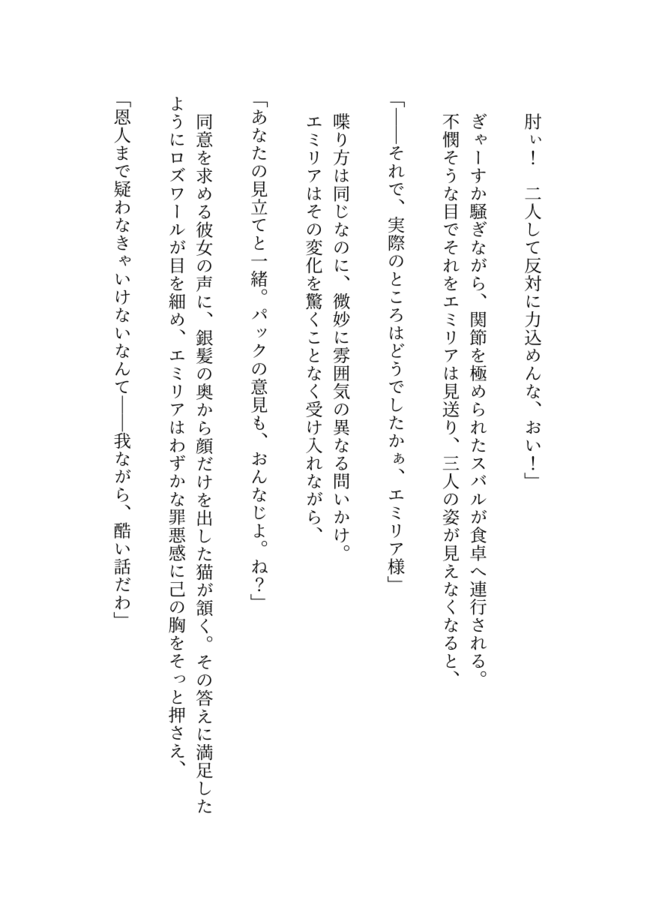 肘ぃ！　二人して反対に力込めんな、おい！」
ぎゃーすか騒ぎながら、関節を極められたスバルが食卓へ連行される。
不憫そうな目でそれをエミリアは見送り、三人の姿が見えなくなると、
「――それで、実際のところはどうでしたかぁ、エミリア様」
喋り方は同じなのに、微妙に雰囲気の異なる問いかけ。
エミリアはその変化を驚くことなく受け入れながら、
「あなたの見立てと一緒。パックの意見も、おんなじよ。ね？」
同意を求める彼女の声に、銀髪の奥から顔だけを出した猫が頷く。その答えに満足した
ようにロズワールが目を細め、エミリアはわずかな罪悪感に己の胸をそっと押さえ、
「恩人まで疑わなきゃいけないなんて――我ながら、酷い話だわ」